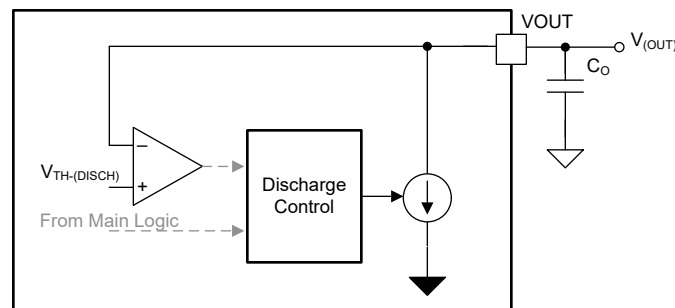 VOUT
V(OUT)
CO
−
VTH-(DISCH)
+
Discharge
Control
From Main Logic